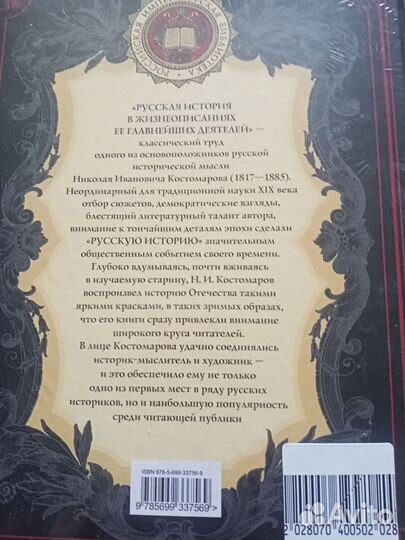 РОССИЙСКАЯ ИМПЕРАТОРСКАЯ БИБЛИОТЕКА
«РУССКАЯ ИСТОРИЯ
В ЖИЗНЕОПИСАНИЯХ
ЕЕ ГЛАВНЕЙШИХ ДЕЯТЕЛЕЙ» —
классический труд
одного из основоположников русской
исторической мысли
Николая Ивановича Костомарова (1817—1885).
Неординарный для традиционной науки XIX века
отбор сюжетов, демократические взгляды,
блестящий литературный талант автора,
внимание к тончайшим деталям эпохи сделали
«РУССКУЮ ИСТОРИЮ» значительным
общественным событием своего времени.
Глубоко вдумываясь, почти вживаясь
в изучаемую эпоху, Н. И. Костомаров
воспроизвел историю Отечества такими
яркими красками, в таких зримых образах,
что его книги сразу привлекли внимание
широкого круга читателей.
В лице Костомарова удачно соединялись
историк-мыслитель и художник —
и это обеспечило ему не только
одно из первых мест в ряду русских
историков, но и наибольшую популярность
среди читающей публики
ISBN 978-5-699-33756-9
9 785699 337569 >
2 028070 400502 028
Avito